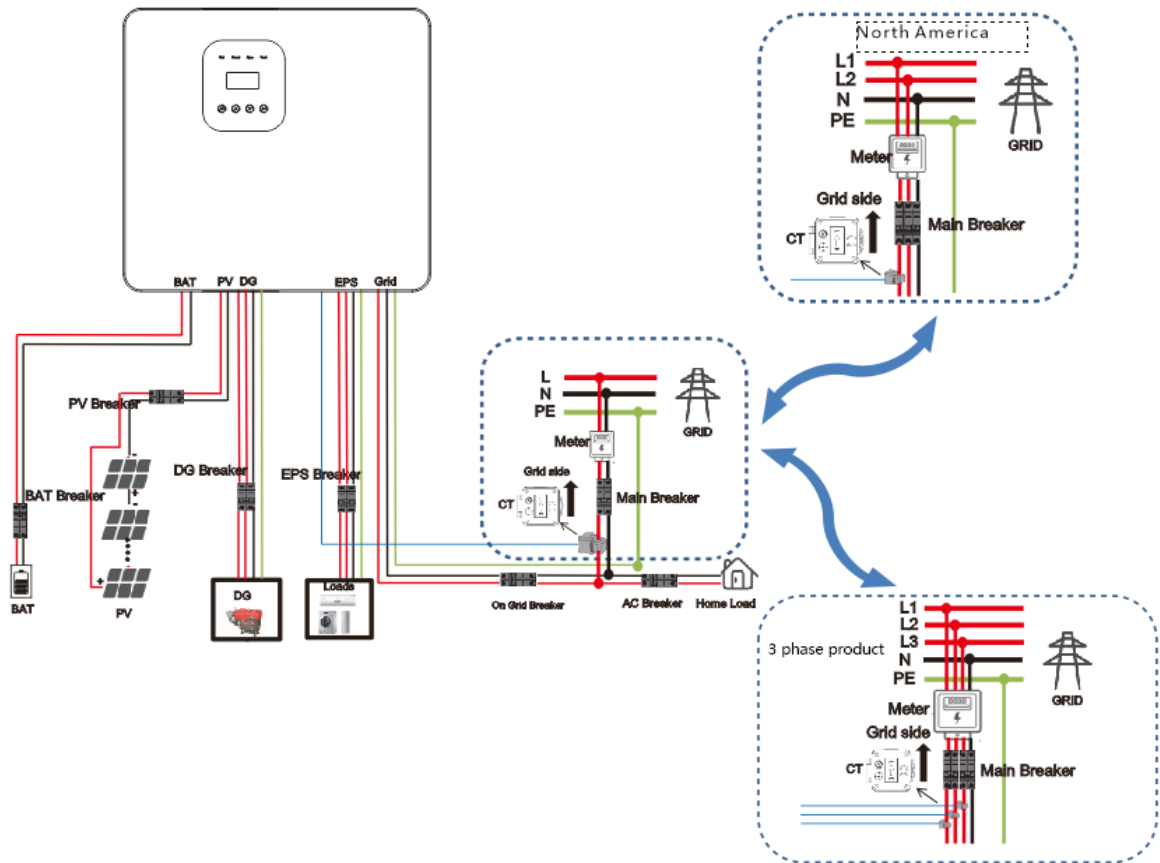 BAT
PV
DG
EPS
Grid
PV Breaker
BAT Breaker
DG Breaker
EPS Breaker
BAT
PV
DG
Loads
L
N
PE
GRID
Meter
Grid side
CT
Main Breaker
On Grid Breaker
AC Breaker
Home Load
North America
L1
L2
N
PE
GRID
Meter
Grid side
CT
Main Breaker
3 phase product
L1
L2
L3
N
PE
GRID
Meter
Grid side
CT
Main Breaker